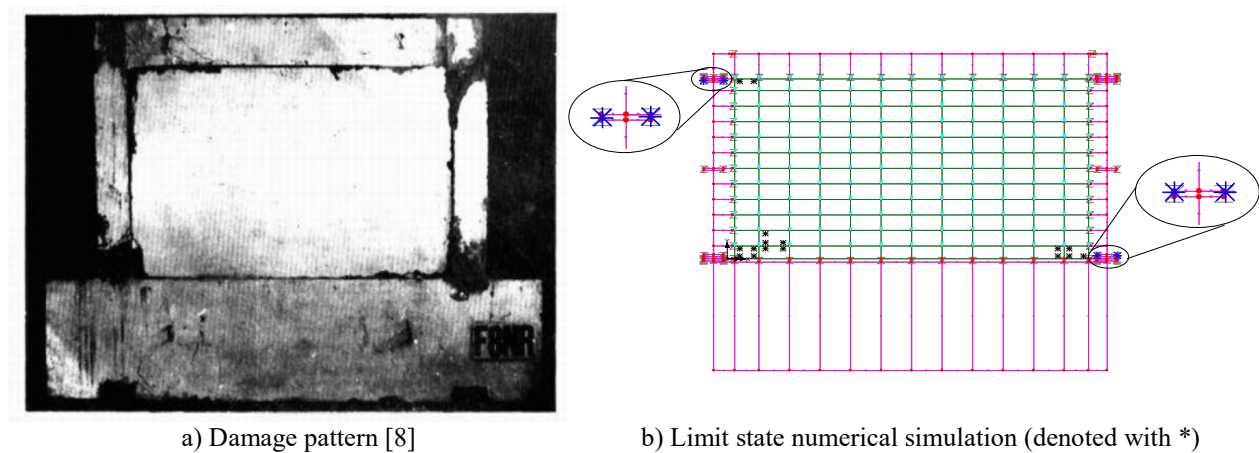 F8NR
a) Damage pattern [8]
b) Limit state numerical simulation (denoted with *)